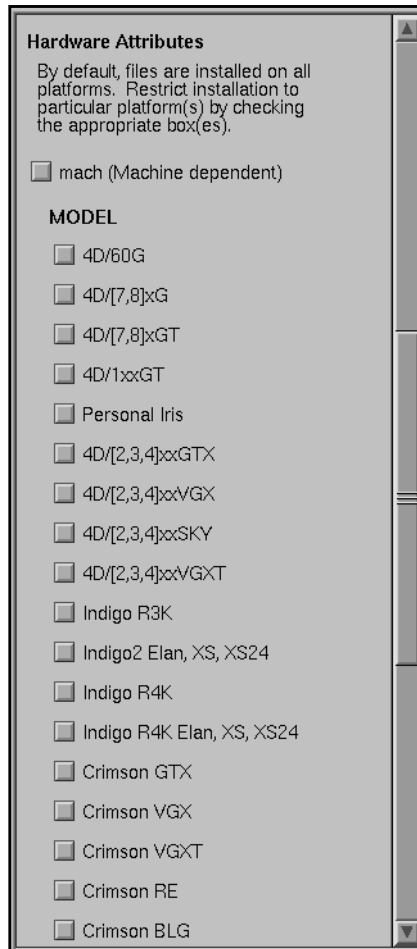 Hardware Attributes
By default, files are installed on all
platforms. Restrict installation to
particular platform(s) by checking
the appropriate box(es).
mach (Machine dependent)
MODEL
4D/60G
4D/[7,8]xG
4D/[7,8]xGT
4D/1xxGT
Personal Iris
4D/[2,3,4]xxGTX
4D/[2,3,4]xxVGX
4D/[2,3,4]xxSKY
4D/[2,3,4]xxVGXT
Indigo R3K
Indigo2 Elan, XS, XS24
Indigo R4K
Indigo R4K Elan, XS, XS24
Crimson GTX
Crimson VGX
Crimson VGXT
Crimson RE
Crimson BLG